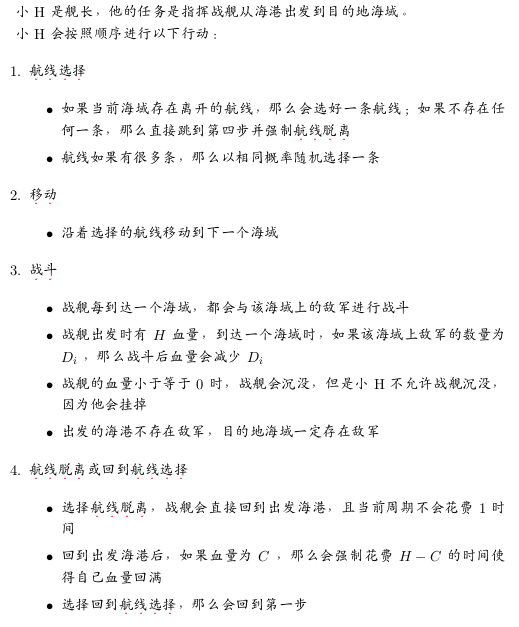 小 H 是舰长，他的任务是指挥战舰从海港出发到目的地海域。
小 H 会按照顺序进行以下行动：
1. 航线选择
• 如果当前海域存在离开的航线，那么会选好一条航线；如果不存在任
何一条，那么直接跳到第四步并强制航线脱离
• 航线如果有很多条，那么以相同概率随机选择一条
2. 移动
• 沿着选择的航线移动到下一个海域
3. 战斗
• 战舰每到达一个海域，都会与该海域上的敌军进行战斗
• 战舰出发时有 H 血量，到达一个海域时，如果该海域上敌军的数量为
D_i ，那么战斗后血量会减少 D_i
• 战舰的血量小于等于 0 时，战舰会沉没，但是小 H 不允许战舰沉没，
因为他会挂掉
• 出发的海港不存在敌军，目的地海域一定存在敌军
4. 航线脱离或回到航线选择
• 选择航线脱离，战舰会直接回到出发海港，且当前周期不会花费 1 时
间
• 回到出发海港后，如果血量为 C ，那么会强制花费 H − C 的时间使
得自己血量回满
• 选择回到航线选择，那么会回到第一步